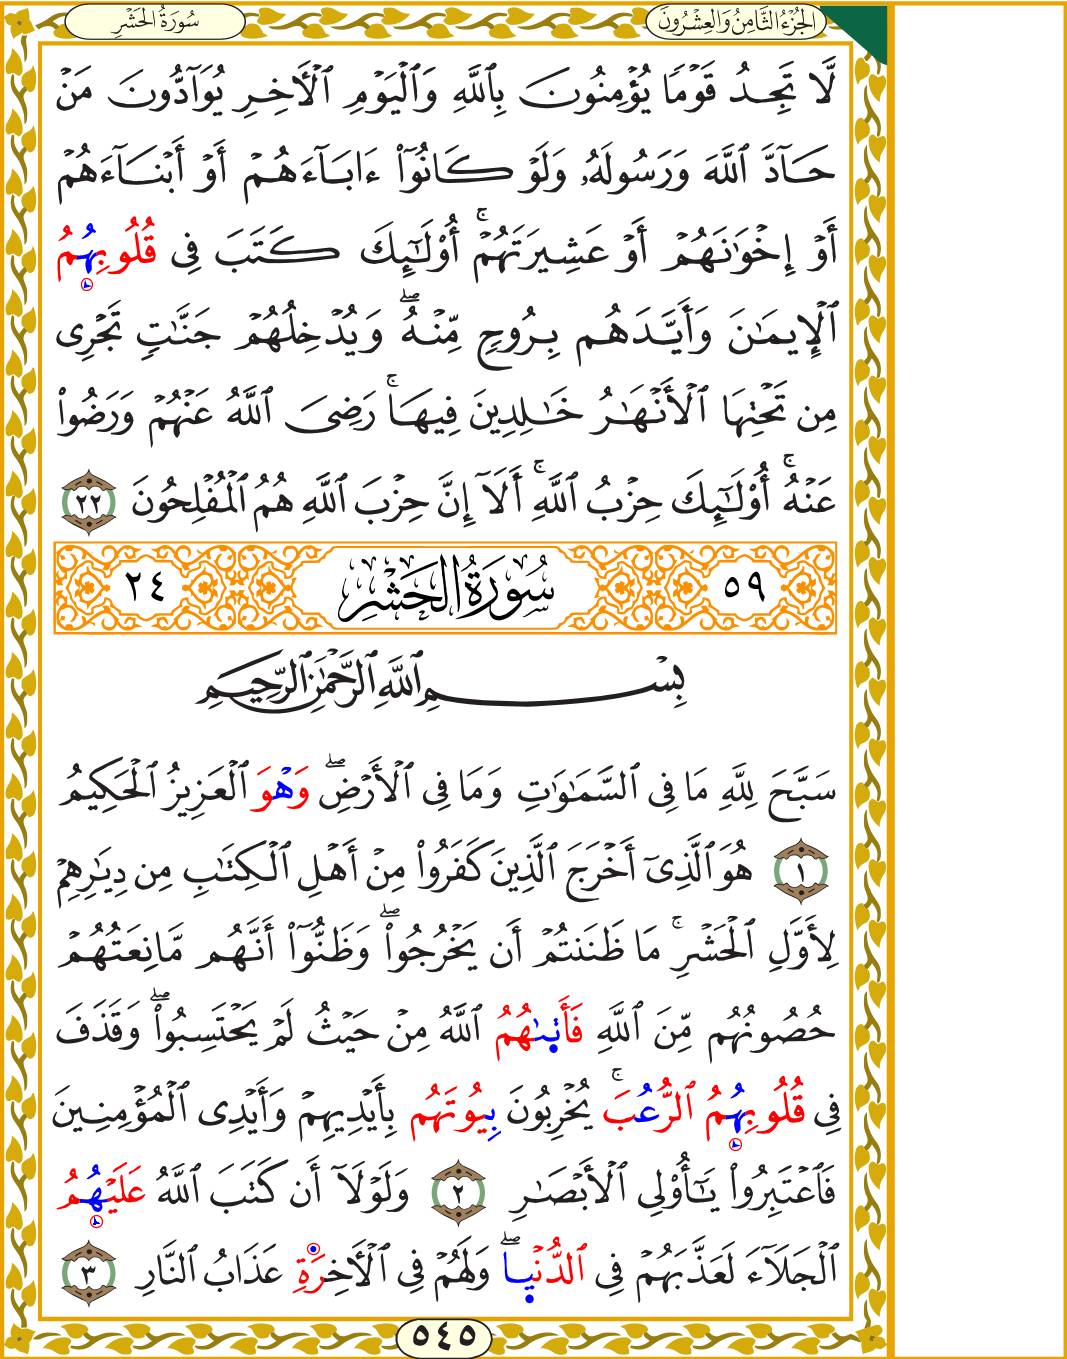 الجُزْءُ الثَّامِنُ وَالعِشْرُونَ سُورَةُ الحَشْرِ
لَّا تَجِدُ قَوْمًا يُؤْمِنُونَ بِٱللَّهِ وَٱلْيَوْمِ ٱلْأَخِرِ يُوَآدُّونَ مَنْ
حَآدَّ ٱللَّهَ وَرَسُولَهُۥ وَلَوْ كَانُوٓا۟ ءَابَآءَهُمْ أَوْ أَبْنَآءَهُمْ
أَوْ إِخْوَٰنَهُمْ أَوْ عَشِيرَتَهُمْ ۚ أُو۟لَٰٓئِكَ كَتَبَ فِى قُلُوبِهُمُ
ٱلْإِيمَٰنَ وَأَيَّدَهُم بِرُوحٍ مِّنْهُ ۖ وَيُدْخِلُهُمْ جَنَّٰتٍ تَجْرِى
مِن تَحْتِهَا ٱلْأَنْهَٰرُ خَٰلِدِينَ فِيهَا ۚ رَضِىَ ٱللَّهُ عَنْهُمْ وَرَضُوا۟
عَنْهُ ۚ أُو۟لَٰٓئِكَ حِزْبُ ٱللَّهِ ۚ أَلَآ إِنَّ حِزْبَ ٱللَّهِ هُمُ ٱلْمُفْلِحُونَ ٢٢
٥٩ سُورَةُ الحَشْرِ ٢٤
بِسْمِ ٱللَّهِ ٱلرَّحْمَٰنِ ٱلرَّحِيمِ
سَبَّحَ لِلَّهِ مَا فِى ٱلسَّمَٰوَٰتِ وَمَا فِى ٱلْأَرْضِ ۖ وَهْوَ ٱلْعَزِيزُ ٱلْحَكِيمُ
١ هُوَ ٱلَّذِىٓ أَخْرَجَ ٱلَّذِينَ كَفَرُوا۟ مِنْ أَهْلِ ٱلْكِتَٰبِ مِن دِيَٰرِهِمْ
لِأَوَّلِ ٱلْحَشْرِ ۚ مَا ظَنَنتُمْ أَن يَخْرُجُوا۟ ۖ وَظَنُّوٓا۟ أَنَّهُم مَّانِعَتُهُمْ
حُصُونُهُم مِّنَ ٱللَّهِ فَأَتَىٰهُمُ ٱللَّهُ مِنْ حَيْثُ لَمْ يَحْتَسِبُوا۟ ۖ وَقَذَفَ
فِى قُلُوبِهُمُ ٱلرُّعُبَ ۚ يُخْرِبُونَ بِيُوتَهُم بِأَيْدِيهِمْ وَأَيْدِى ٱلْمُؤْمِنِينَ
فَٱعْتَبِرُوا۟ يَٰٓأُو۟لِى ٱلْأَبْصَٰرِ ٢ وَلَوْلَآ أَن كَتَبَ ٱللَّهُ عَلَيْهُمُ
ٱلْجَلَآءَ لَعَذَّبَهُمْ فِى ٱلدُّنْيَا ۖ وَلَهُمْ فِى ٱلْأَخِرَةِ عَذَابُ ٱلنَّارِ ٣
٥٤٥